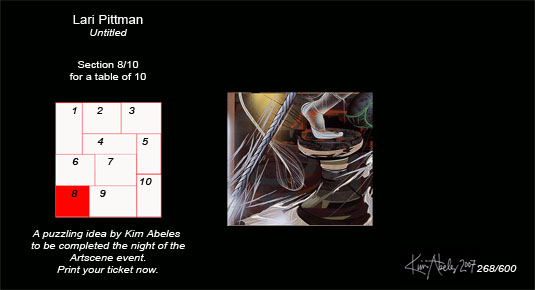 Lari Pittman
Untitled
Section 8/10
for a table of 10
1 2 3
4 5
6 7
10
8 9
A puzzling idea by Kim Abeles
to be completed the night of the
Artscene event.
Print your ticket now.
Kim Abeles 2007 268/600